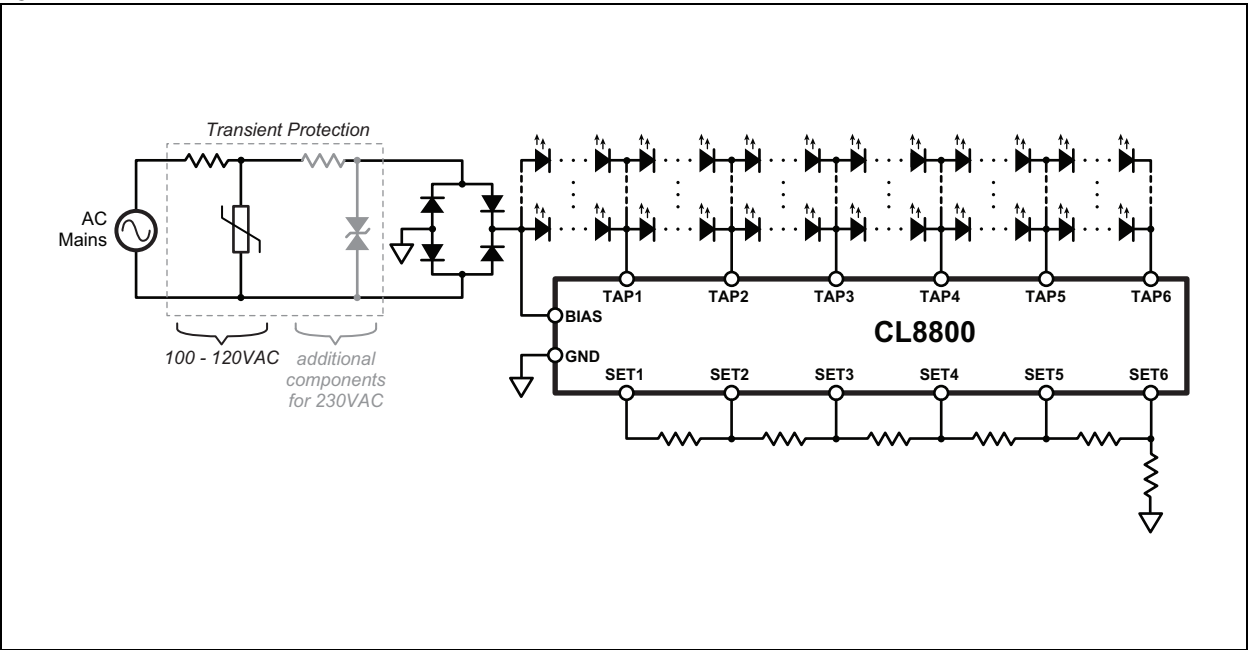 Transient Protection
AC
Mains
100 - 120VAC
additional
components
for 230VAC
TAP1 TAP2 TAP3 TAP4 TAP5 TAP6
BIAS
CL8800
GND
SET1 SET2 SET3 SET4 SET5 SET6